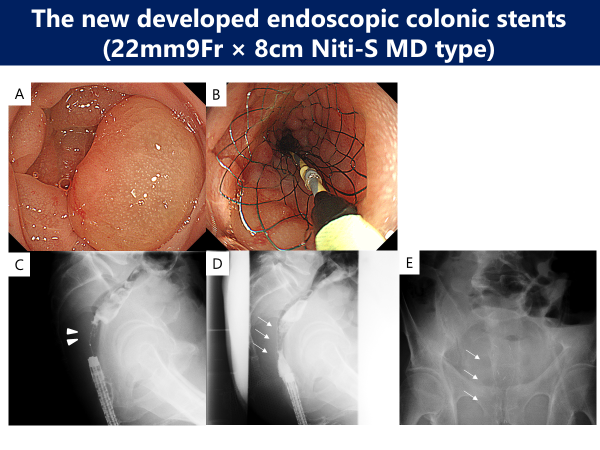 The new developed endoscopic colonic stents
(22mm9Fr × 8cm Niti-S MD type)
A
B
C
D
E